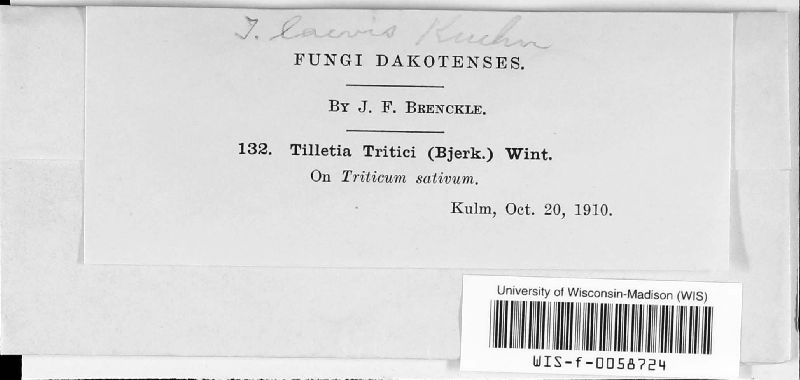 T. laevis Kuehn
FUNGI DAKOTENSES.
BY J. F. BRENCKLE.
132. Tilletia Tritici (Bjerk.) Wint.
On Triticum sativum.
Kulm, Oct. 20, 1910.
University of Wisconsin-Madison (WIS)
WIS-f-0058724